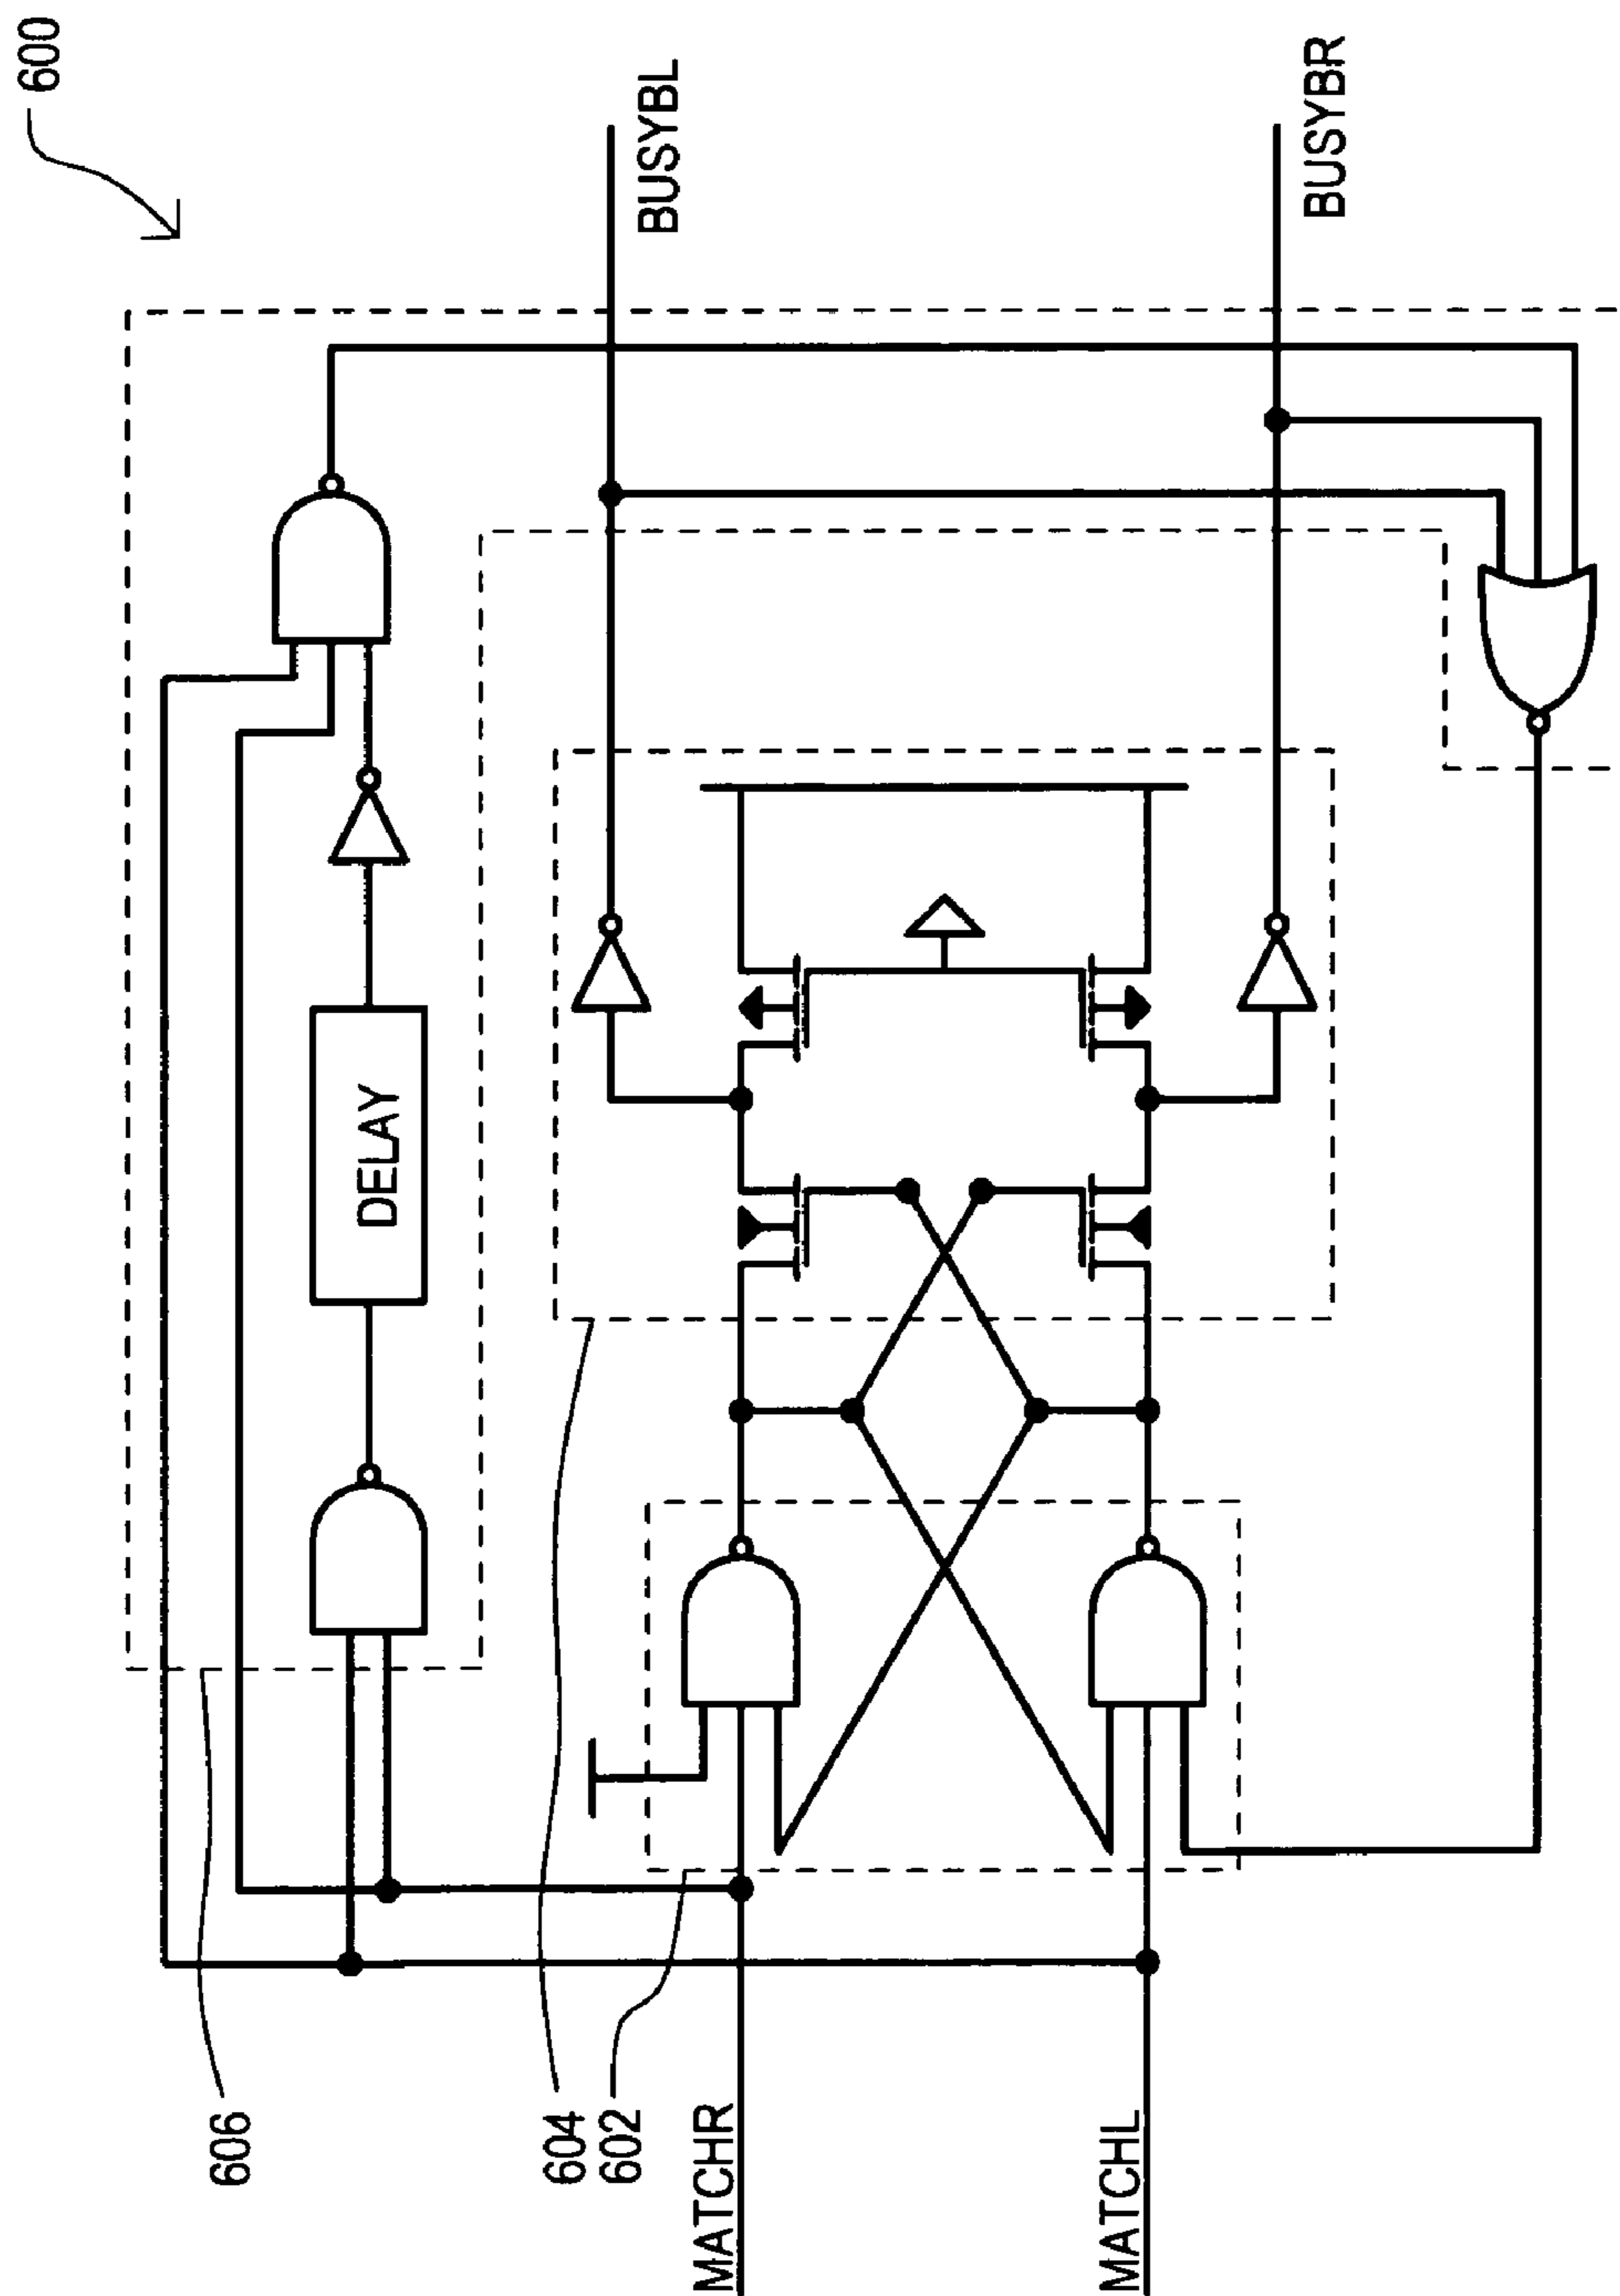 600
BUSYBL
BUSYBR
DELAY
606
604
602
MATCHR
MATCHL